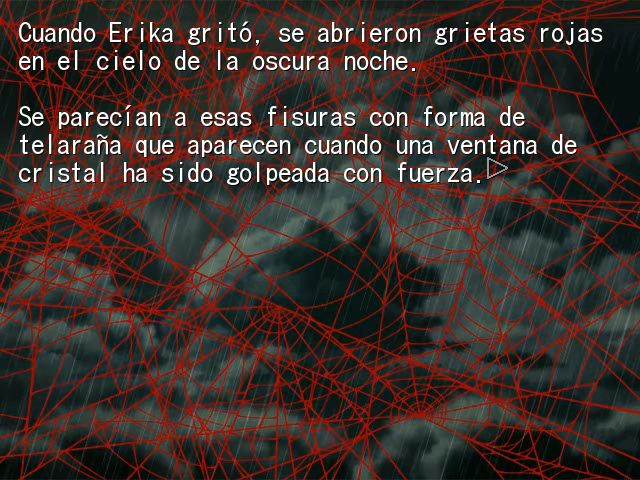 Cuando Erika gritó, se abrieron grietas rojas
en el cielo de la oscura noche.
Se parecían a esas fisuras con forma de
telaraña que aparecen cuando una ventana de
cristal ha sido golpeada con fuerza.